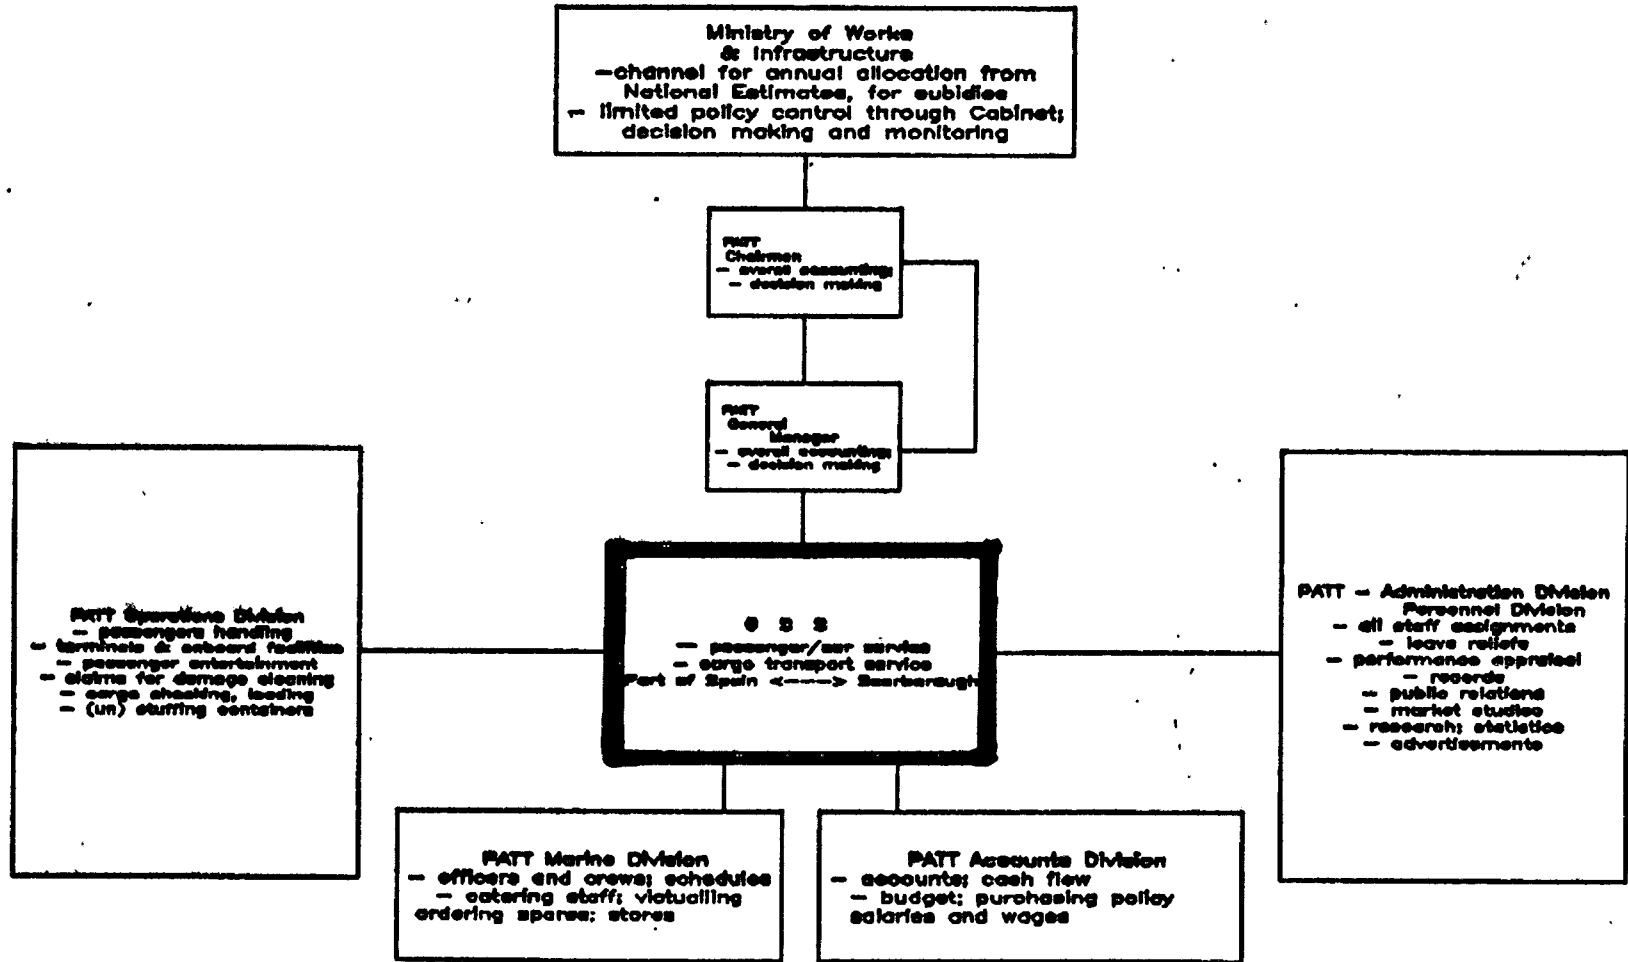 Ministry of Works
& Infrastructure
—channel for annual allocation from
National Estimates, for subidies
— limited policy control through Cabinet;
decision making and monitoring
PATT
Chairman
— overall accounting;
— decision making
PATT
General
Manager
— overall accounting;
— decision making
PATT Operations Division
— passengers handling
— terminals & onboard facilities
— passenger entertainment
— claims for damage cleaning
— cargo checking, loading
— (un) stuffing containers
— passenger/car service
— cargo transport service
Port of Spain <---> Scarborough
PATT — Administration Division
Personnel Division
— all staff assignments
— leave reliefs
— performance appraisal
— records
— public relations
— market studies
— research; statistics
— advertisements
PATT Marine Division
— officers and crews; schedules
— catering staff; victualling
ordering spares; stores
PATT Accounts Division
— accounts; cash flow
— budget; purchasing policy
salaries and wages